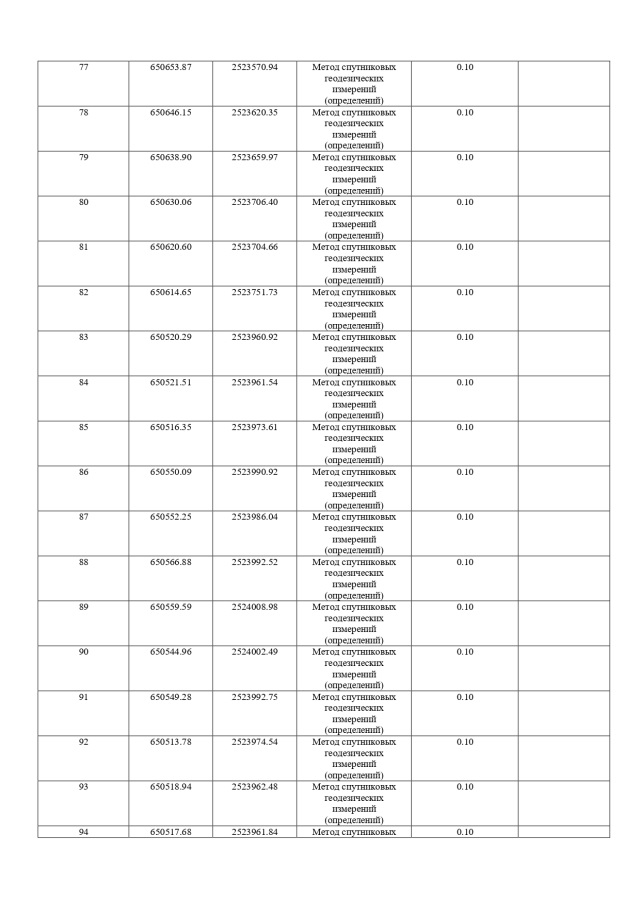 77 650653.87 2523570.94 Метод спутниковых 0.10
геодезических
измерений
(определений)
78 650646.15 2523620.35 Метод спутниковых 0.10
геодезических
измерений
(определений)
79 650638.90 2523659.97 Метод спутниковых 0.10
геодезических
измерений
(определений)
80 650630.06 2523706.40 Метод спутниковых 0.10
геодезических
измерений
(определений)
81 650620.60 2523704.66 Метод спутниковых 0.10
геодезических
измерений
(определений)
82 650614.65 2523751.73 Метод спутниковых 0.10
геодезических
измерений
(определений)
83 650520.29 2523960.92 Метод спутниковых 0.10
геодезических
измерений
(определений)
84 650521.51 2523961.54 Метод спутниковых 0.10
геодезических
измерений
(определений)
85 650516.35 2523973.61 Метод спутниковых 0.10
геодезических
измерений
(определений)
86 650550.09 2523990.92 Метод спутниковых 0.10
геодезических
измерений
(определений)
87 650552.25 2523986.04 Метод спутниковых 0.10
геодезических
измерений
(определений)
88 650566.88 2523992.52 Метод спутниковых 0.10
геодезических
измерений
(определений)
89 650559.59 2524008.98 Метод спутниковых 0.10
геодезических
измерений
(определений)
90 650544.96 2524002.49 Метод спутниковых 0.10
геодезических
измерений
(определений)
91 650549.28 2523992.75 Метод спутниковых 0.10
геодезических
измерений
(определений)
92 650513.78 2523974.54 Метод спутниковых 0.10
геодезических
измерений
(определений)
93 650518.94 2523962.48 Метод спутниковых 0.10
геодезических
измерений
(определений)
94 650517.68 2523961.84 Метод спутниковых 0.10